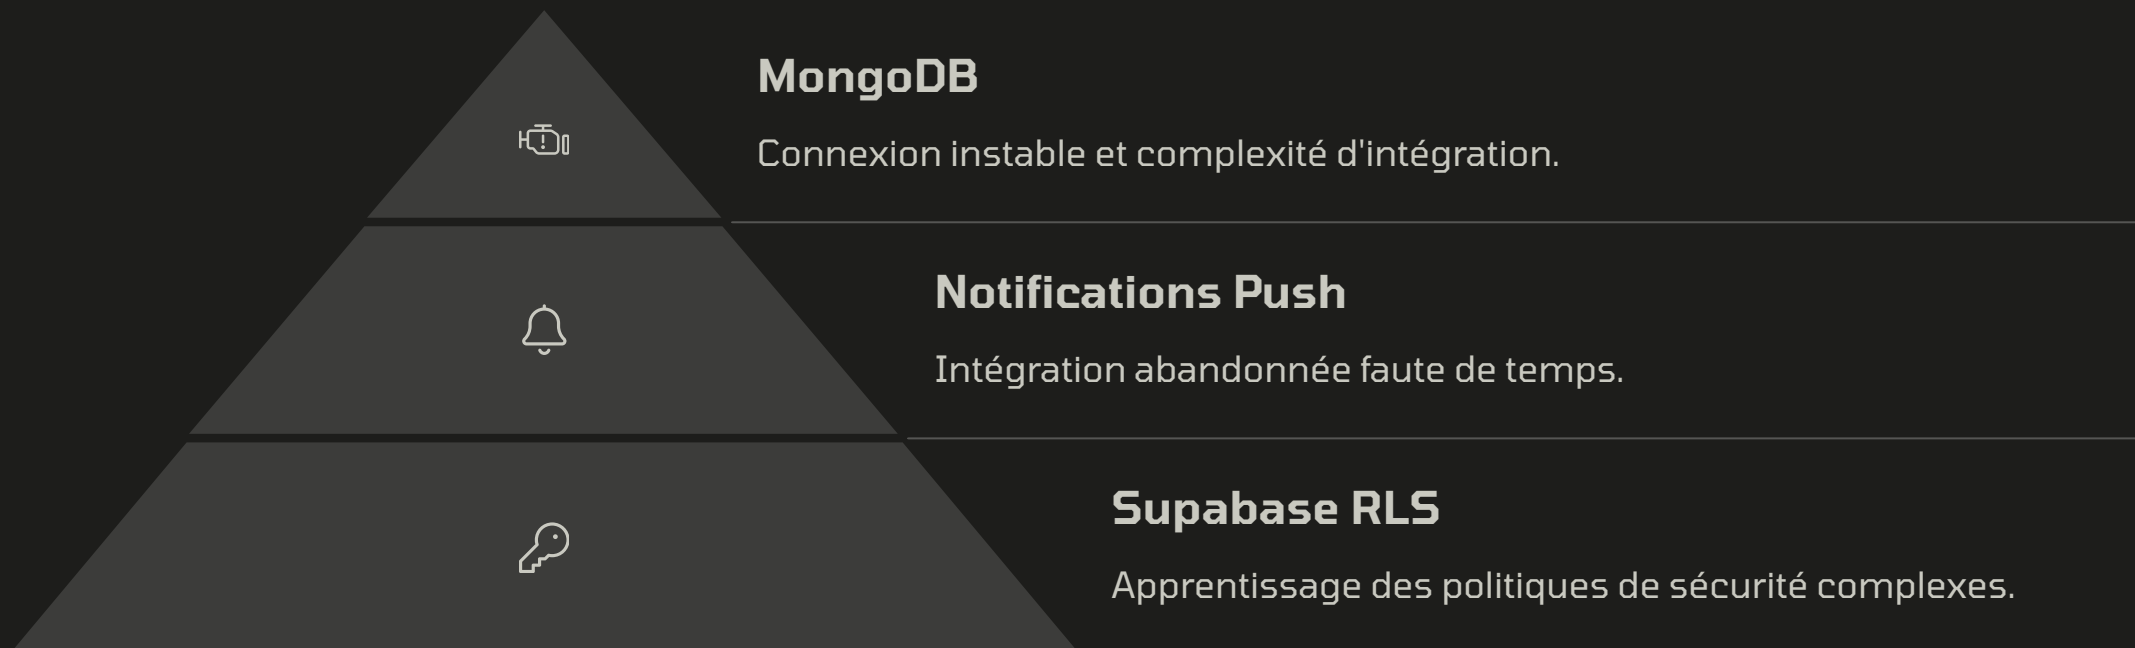 MongoDB
Connexion instable et complexité d'intégration.
Notifications Push
Intégration abandonnée faute de temps.
Supabase RLS
Apprentissage des politiques de sécurité complexes.